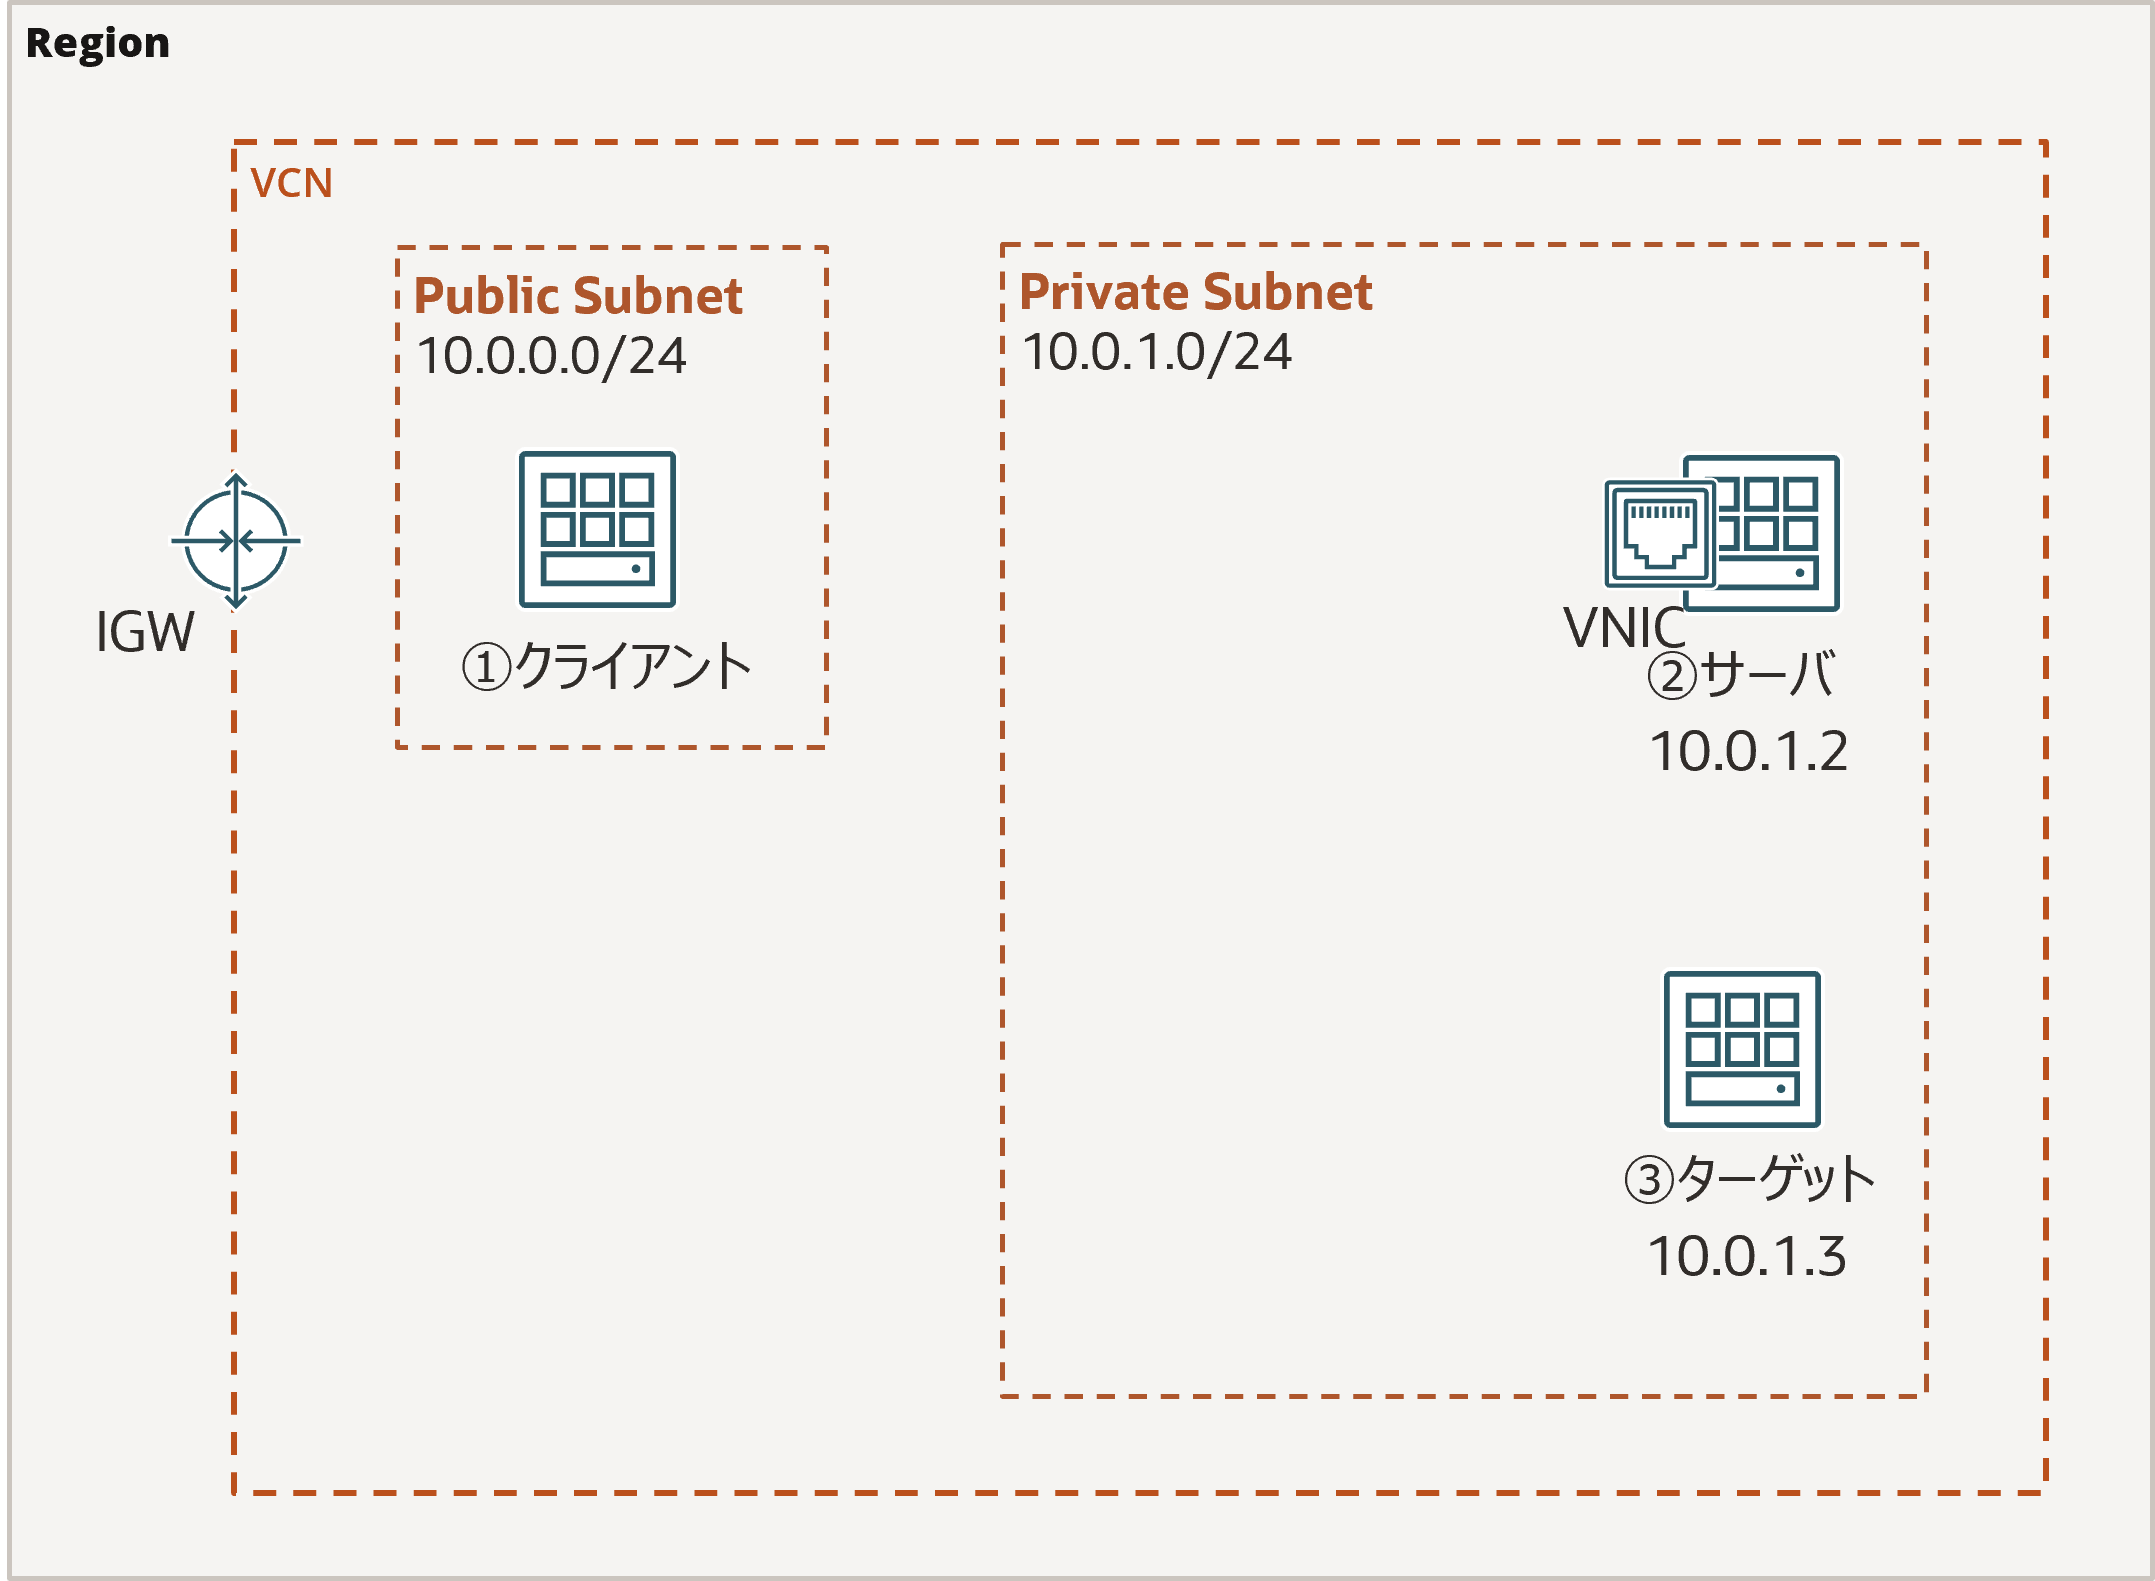 Region
VCN
Public Subnet
10.0.0.0/24
Private Subnet
10.0.1.0/24
IGW
①クライアント
VNIC
②サーバ
10.0.1.2
③ターゲット
10.0.1.3